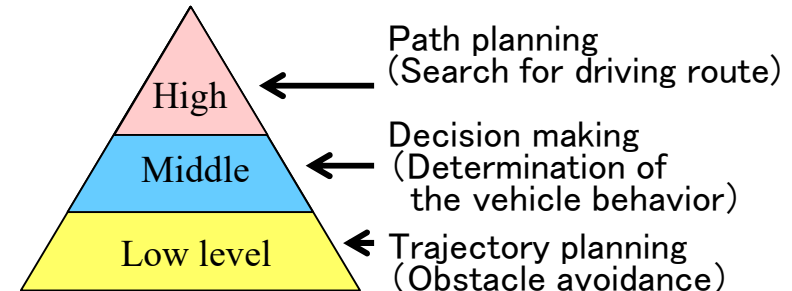 High
Path planning
(Search for driving route)
Middle
Decision making
(Determination of
the vehicle behavior)
Low level
Trajectory planning
(Obstacle avoidance)